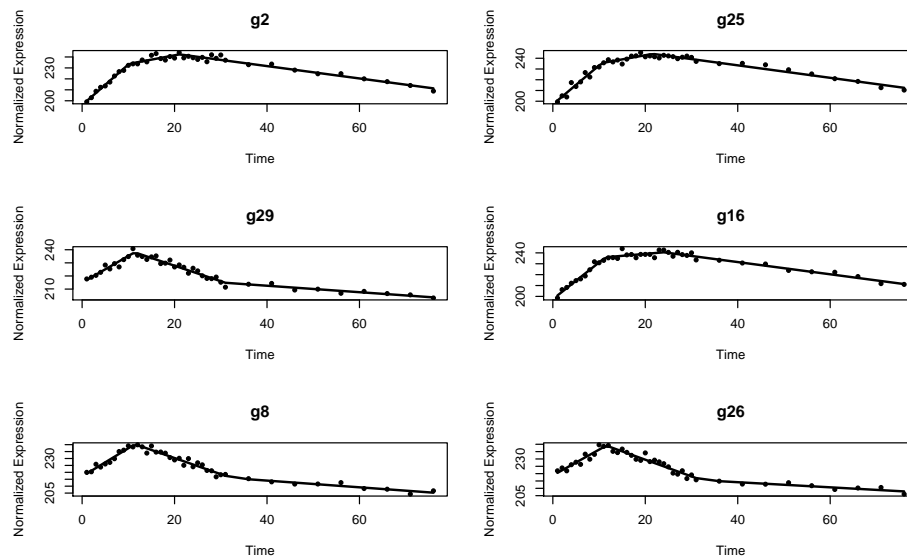 g2
Normalized Expression
200 230
0 20 40 60
Time
g25
Normalized Expression
200 240
0 20 40 60
Time
g29
Normalized Expression
210 240
0 20 40 60
Time
g16
Normalized Expression
200 240
0 20 40 60
Time
g8
Normalized Expression
205 230
0 20 40 60
Time
g26
Normalized Expression
205 230
0 20 40 60
Time